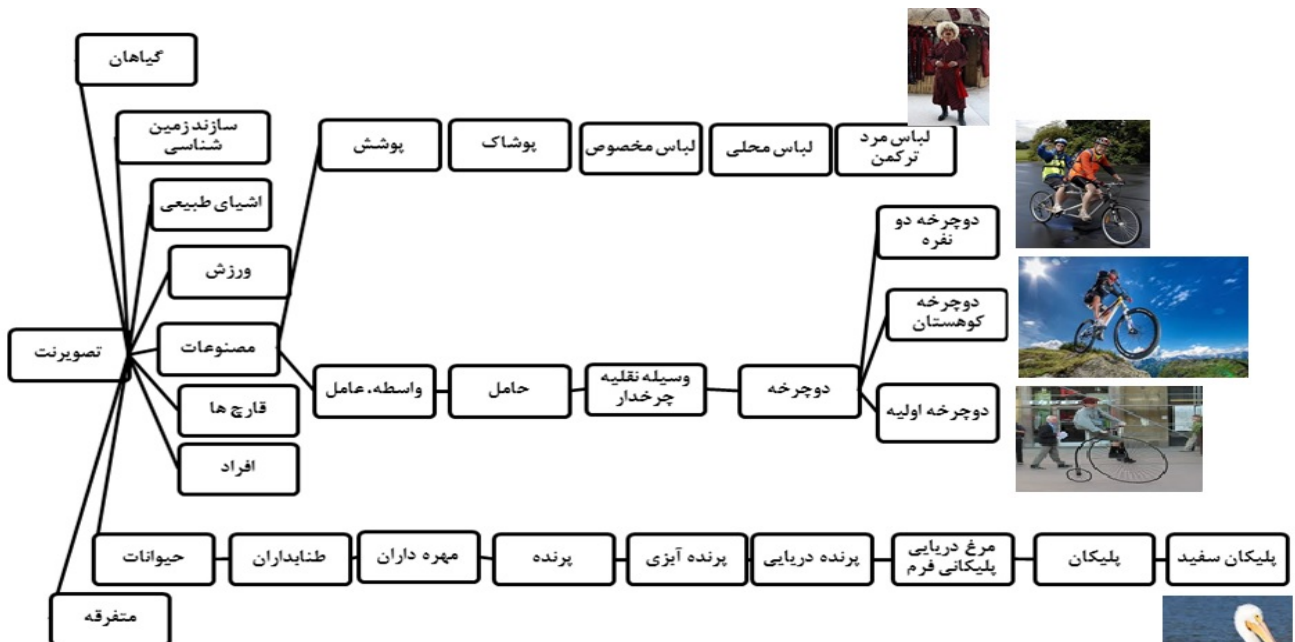 گیاهان
سازند زمین
شناسی
اشیای طبیعی
ورزش
مصنوعات
تصویرنت
قارچ ها
افراد
حیوانات
متفرقه
پوشش
پوشاک
لباس مخصوص
لباس محلی
لباس مرد
ترکمن
واسطه، عامل
حامل
وسیله نقلیه
چرخدار
دوچرخه
دوچرخه دو
نفره
دوچرخه
کوهستان
دوچرخه اولیه
طنابداران
مهره داران
پرنده
پرنده آبزی
پرنده دریایی
مرغ دریایی
پلیکانی فرم
پلیکان
پلیکان سفید